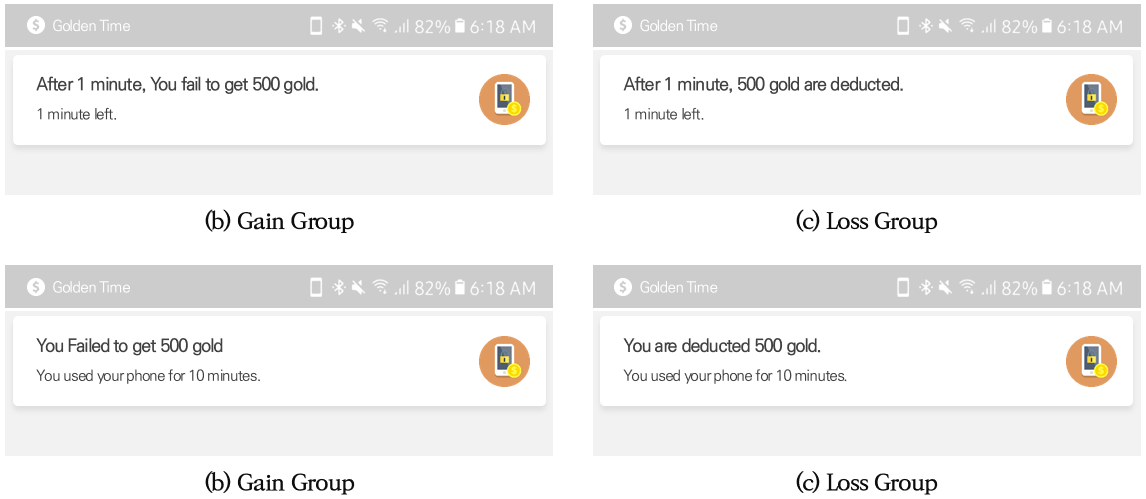 Golden Time 82% 6:18 AM
After 1 minute, You fail to get 500 gold.
1 minute left.
(b) Gain Group
Golden Time 82% 6:18 AM
After 1 minute, 500 gold are deducted.
1 minute left.
(c) Loss Group
Golden Time 82% 6:18 AM
You Failed to get 500 gold
You used your phone for 10 minutes.
(b) Gain Group
Golden Time 82% 6:18 AM
You are deducted 500 gold.
You used your phone for 10 minutes.
(c) Loss Group